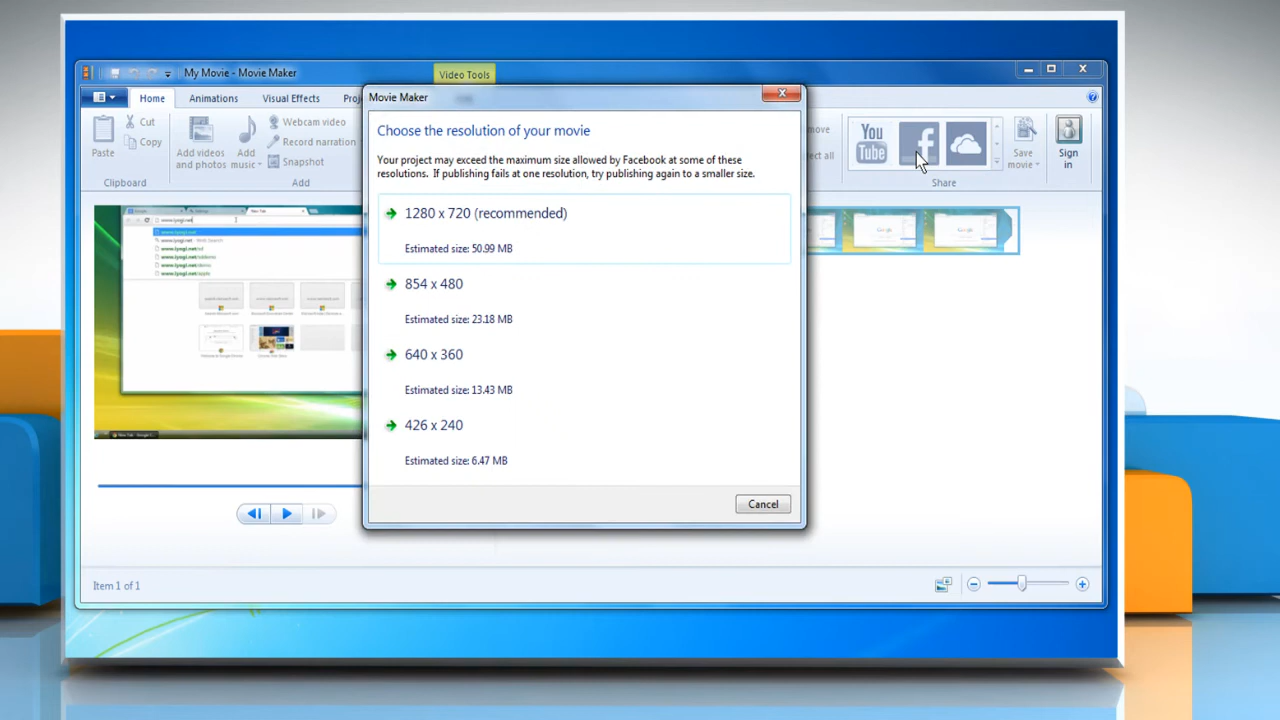 My Movie - Movie Maker
Video Tools
Home
Animations
Visual Effects
Proj
Paste
Cut
Copy
Clipboard
Add videos
and photos
Add
music
Webcam video
Record narration
Snapshot
Add
You
Tube
Share
Save
movie
Sign
in
Movie Maker
Choose the resolution of your movie
Your project may exceed the maximum size allowed by Facebook at some of these
resolutions. If publishing fails at one resolution, try publishing again to a smaller size.
1280 x 720 (recommended)
Estimated size: 50.99 MB
854 x 480
Estimated size: 23.18 MB
640 x 360
Estimated size: 13.43 MB
426 x 240
Estimated size: 6.47 MB
Cancel
New Tab
Google
Item 1 of 1